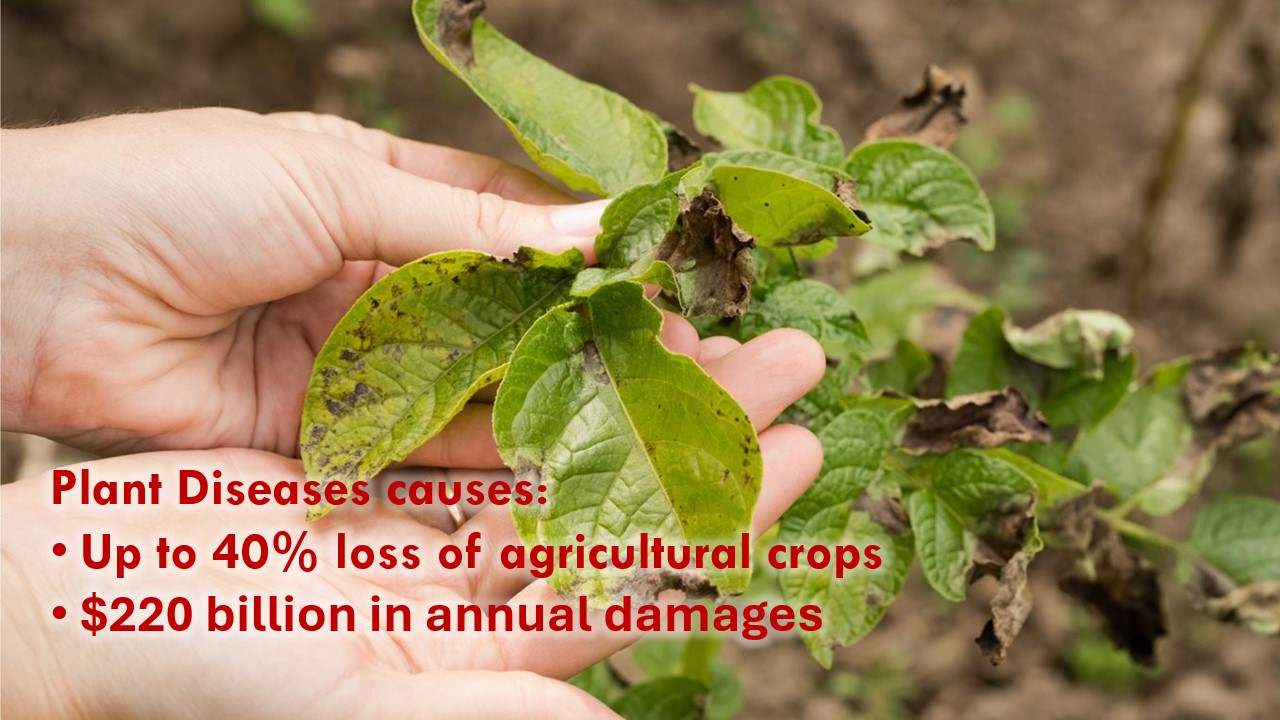 Plant Diseases causes:
• Up to 40% loss of agricultural crops
• $220 billion in annual damages